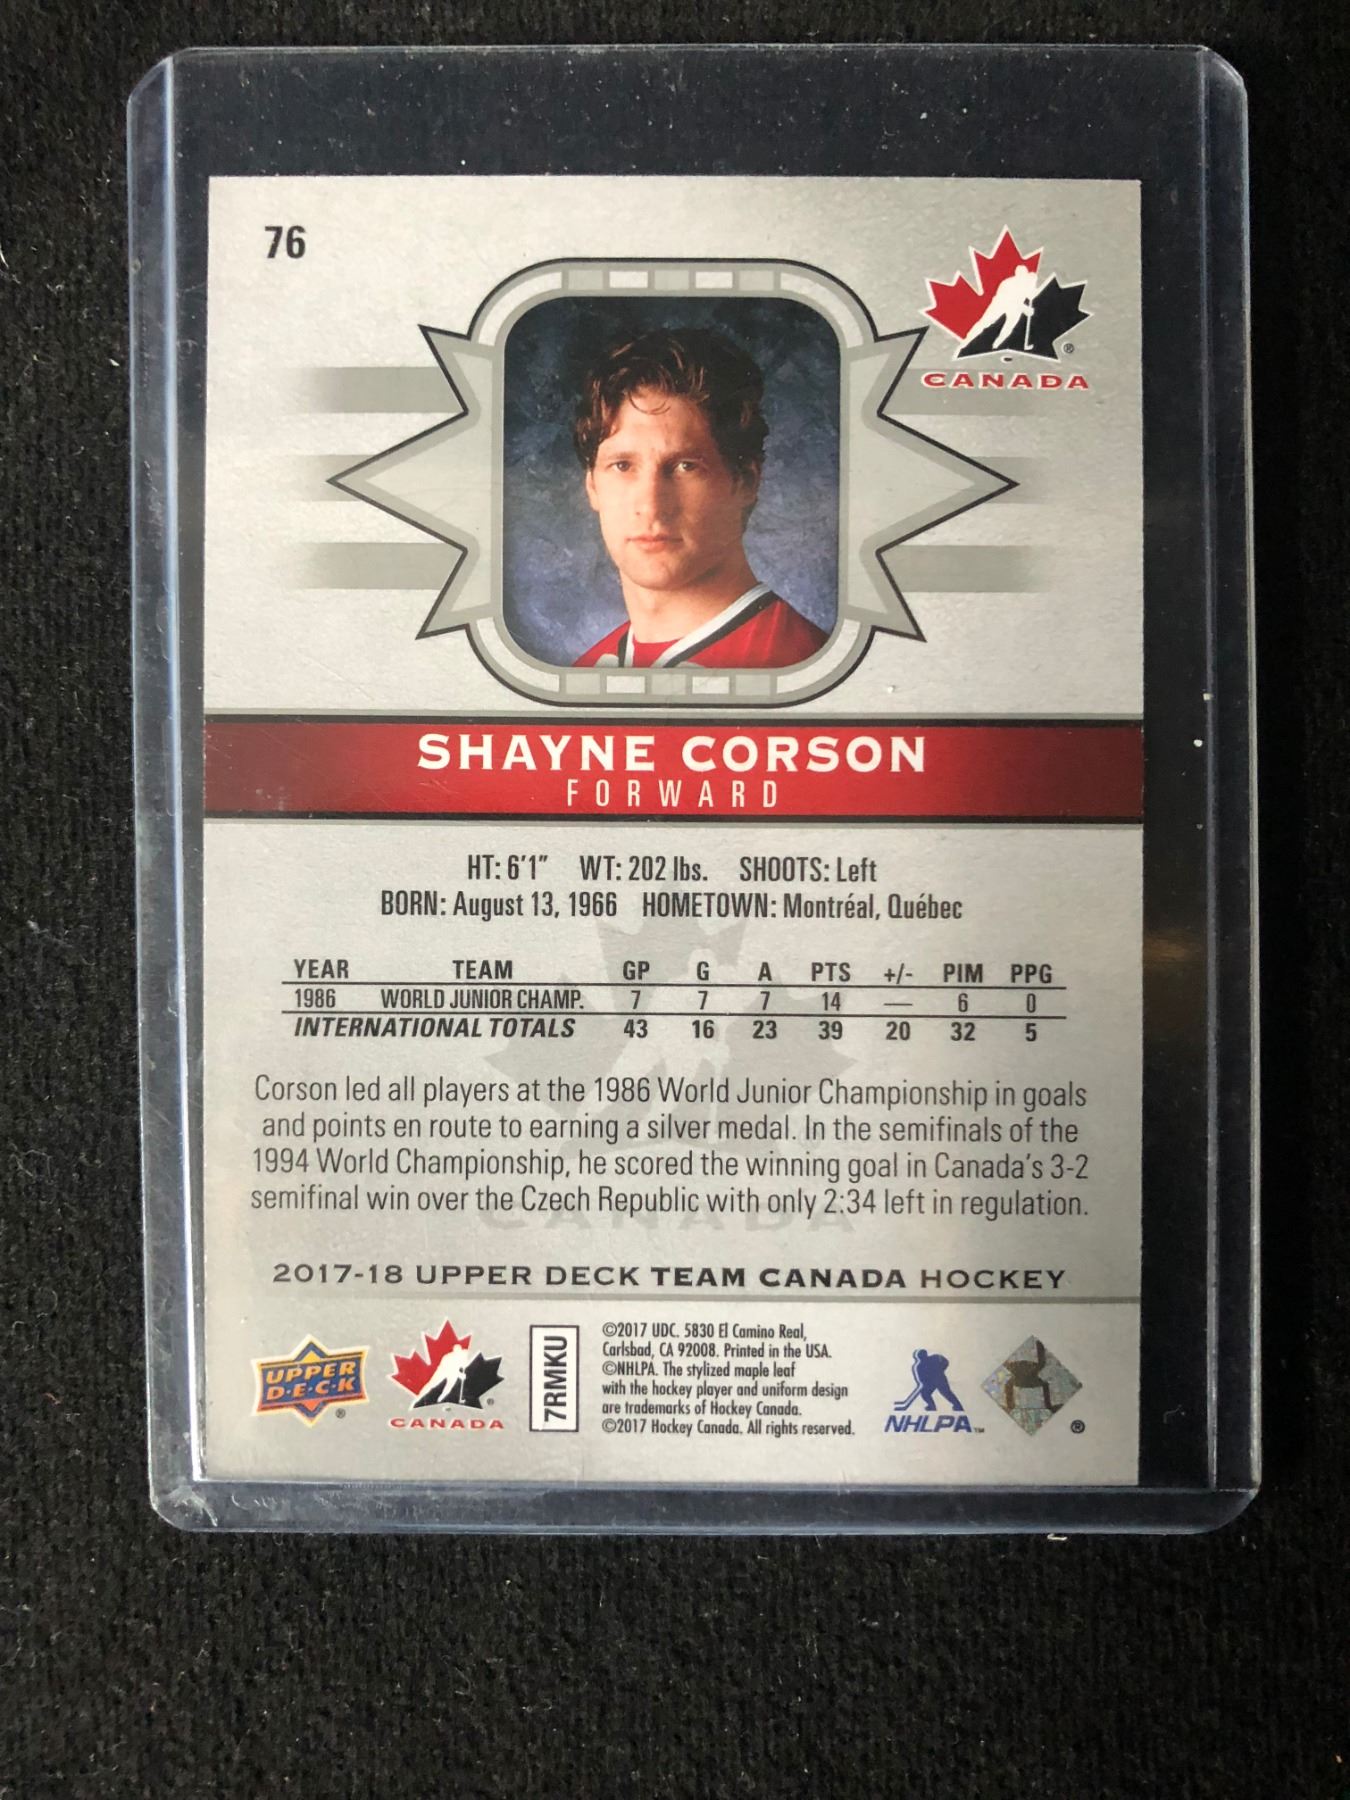 76
CANADA
SHAYNE CORSON
FORWARD
HT: 6'1" WT: 202 lbs. SHOOTS: Left
BORN: August 13, 1966 HOMETOWN: Montréal, Québec
YEAR TEAM GP G A PTS +/- PIM PPG
1986 WORLD JUNIOR CHAMP. 7 7 7 14 — 6 0
INTERNATIONAL TOTALS 43 16 23 39 20 32 5
Corson led all players at the 1986 World Junior Championship in goals
and points en route to earning a silver medal. In the semifinals of the
1994 World Championship, he scored the winning goal in Canada's 3-2
semifinal win over the Czech Republic with only 2:34 left in regulation.
CANADA
2017-18 UPPER DECK TEAM CANADA HOCKEY
UPPER
D·E·C·K
CANADA
7RMKU
©2017 UDC. 5830 El Camino Real,
Carlsbad, CA 92008. Printed in the USA.
©NHLPA. The stylized maple leaf
with the hockey player and uniform design
are trademarks of Hockey Canada.
©2017 Hockey Canada. All rights reserved.
NHLPA™